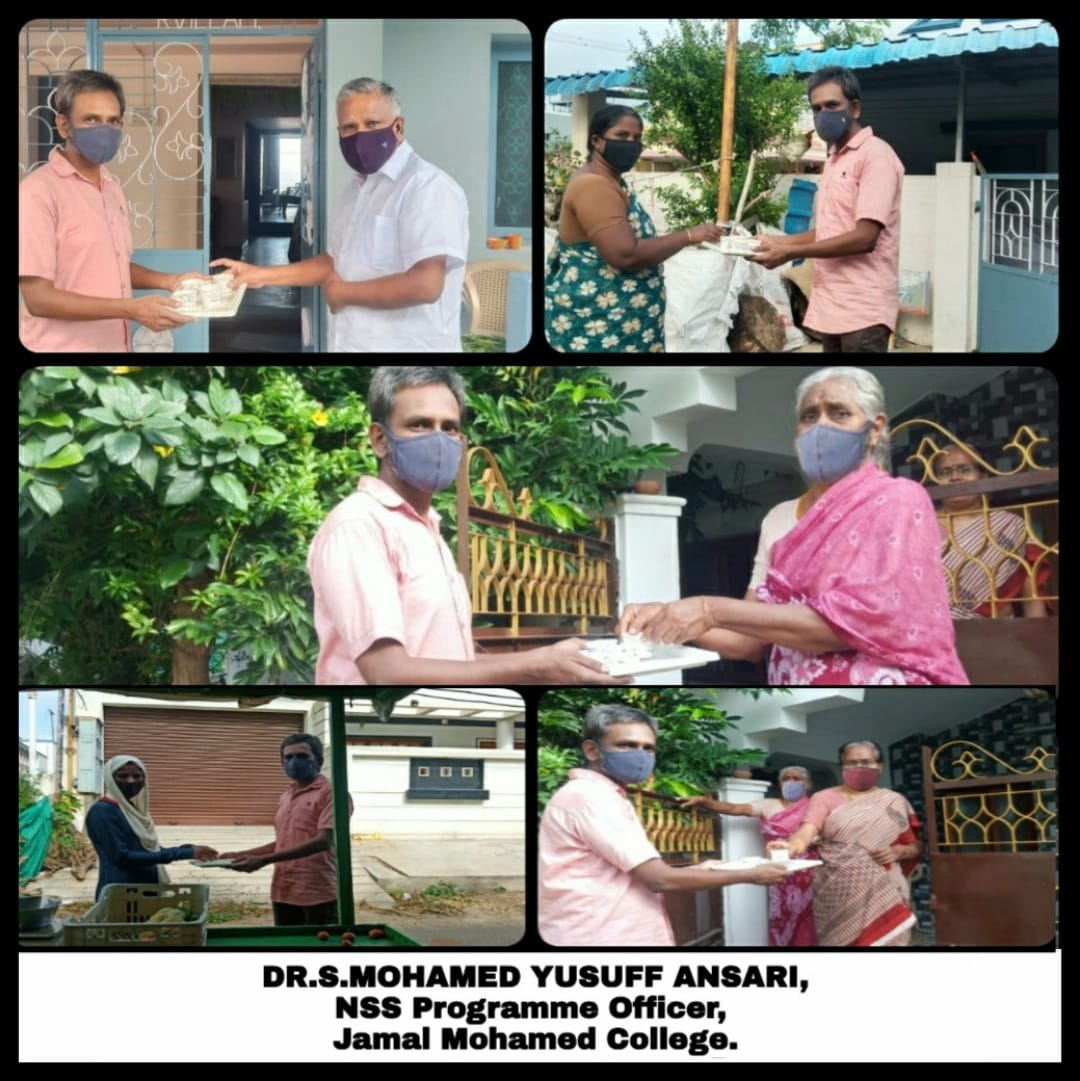 DR.S.MOHAMED YUSUFF ANSARI,
NSS Programme Officer,
Jamal Mohamed College.